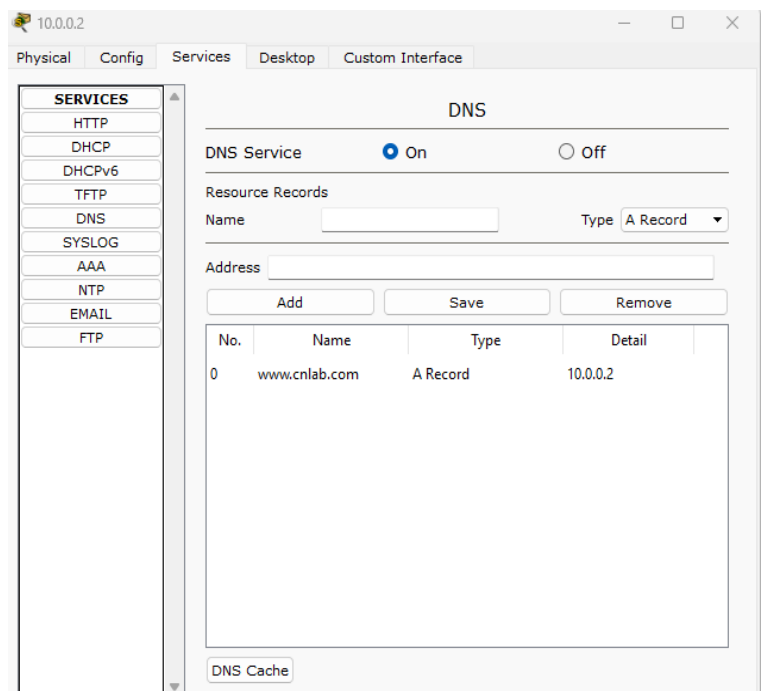 10.0.0.2
Physical Config Services Desktop Custom Interface
SERVICES
HTTP
DHCP
DHCPv6
TFTP
DNS
SYSLOG
AAA
NTP
EMAIL
FTP
DNS
DNS Service On Off
Resource Records
Name Type A Record
Address
Add Save Remove
No. Name Type Detail
0 www.cnlab.com A Record 10.0.0.2
DNS Cache